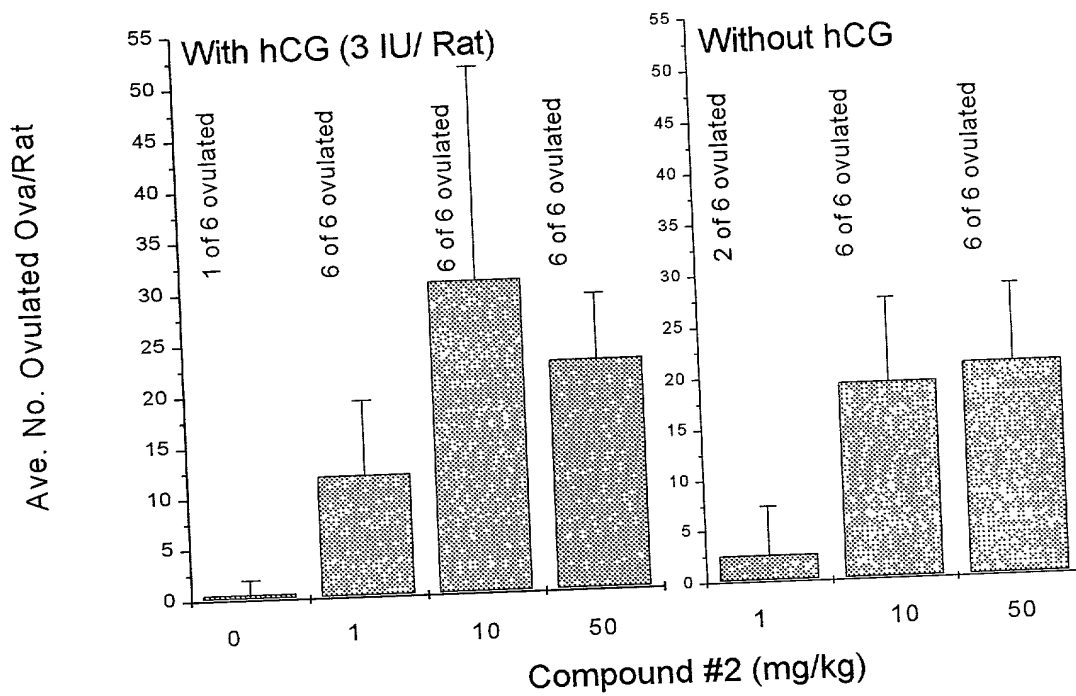 Ave. No. Ovulated Ova/Rat
With hCG (3 IU/ Rat)
55
50
45
40
35
30
25
20
15
10
5
0
1 of 6 ovulated
6 of 6 ovulated
6 of 6 ovulated
6 of 6 ovulated
0
1
10
50
Without hCG
55
50
45
40
35
30
25
20
15
10
5
0
2 of 6 ovulated
6 of 6 ovulated
6 of 6 ovulated
1
10
50
Compound #2 (mg/kg)